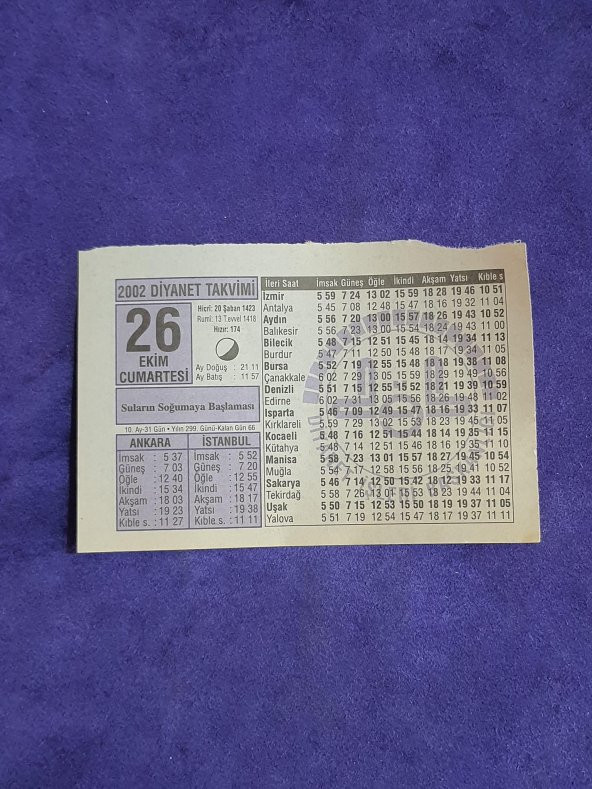 2002 DİYANET TAKVİMİ
26
EKİM
CUMARTESİ
Hicri: 20 Şaban 1423
Rumi: 13 T.evvel 1418
Hızır: 174
Ay Doğuş : 21 11
Ay Batış : 11 57
Suların Soğumaya Başlaması
10. Ay-31 Gün • Yılın 299. Günü-Kalan Gün 66
ANKARA
İmsak : 5 37
Güneş : 7 03
Öğle : 12 40
İkindi : 15 34
Akşam : 18 03
Yatsı : 19 23
Kıble s. : 11 27
İSTANBUL
İmsak : 5 52
Güneş : 7 20
Öğle : 12 55
İkindi : 15 47
Akşam : 18 17
Yatsı : 19 38
Kıble s. : 11 11
İleri Saat İmsak Güneş Öğle İkindi Akşam Yatsı Kıble s
İzmir 5 59 7 24 13 02 15 59 18 28 19 46 10 51
Antalya 5 45 7 08 12 48 15 47 18 16 19 32 11 04
Aydın 5 56 7 20 13 00 15 57 18 26 19 43 10 52
Balıkesir 5 56 7 23 13 00 15 54 18 24 19 43 11 00
Bilecik 5 48 7 15 12 51 15 45 18 14 19 34 11 13
Burdur 5 47 7 11 12 50 15 48 18 17 19 34 11 05
Bursa 5 52 7 19 12 55 15 48 18 18 19 38 11 08
Çanakkale 6 02 7 29 13 05 15 59 18 28 19 48 10 58
Denizli 5 51 7 15 12 55 15 52 18 21 19 39 10 59
Edirne 6 02 7 31 13 05 15 56 18 26 19 48 11 02
Isparta 5 46 7 09 12 49 15 47 18 16 19 33 11 07
Kırklareli 5 59 7 29 13 02 15 53 18 23 19 45 11 06
Kocaeli 5 48 7 16 12 51 15 44 18 14 19 35 11 15
Kütahya 5 48 7 14 12 51 15 46 18 16 19 35 11 10
Manisa 5 58 7 23 13 01 15 57 18 27 19 45 10 54
Muğla 5 54 7 17 12 58 15 56 18 25 19 41 10 52
Sakarya 5 46 7 14 12 50 15 42 18 12 19 33 11 17
Tekirdağ 5 58 7 26 13 01 15 53 18 23 19 44 11 04
Uşak 5 50 7 15 12 53 15 50 18 19 19 37 11 05
Yalova 5 51 7 19 12 54 15 47 18 17 19 37 11 11